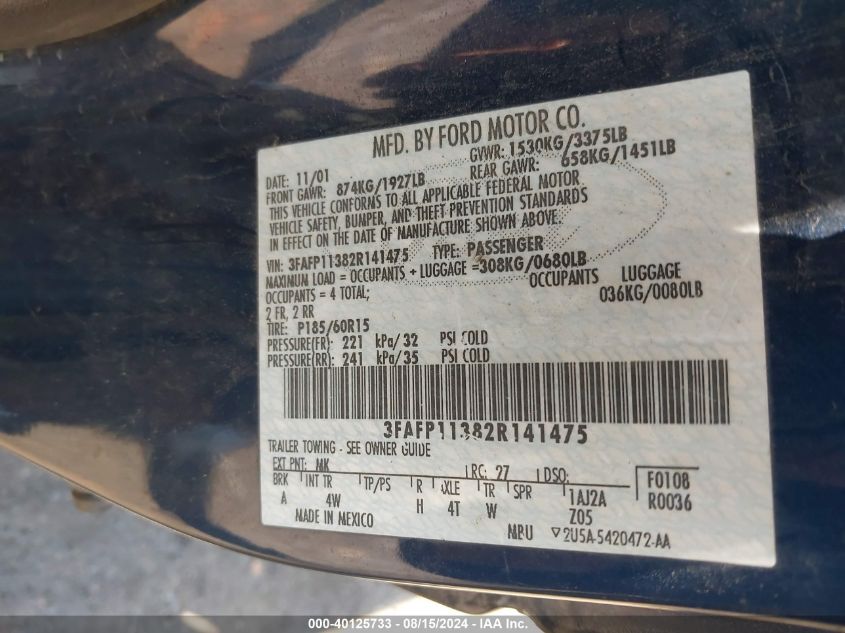 MFD. BY FORD MOTOR CO.
DATE: 11/01 GVWR: 1530KG/3375LB
FRONT GAWR: 874KG/1927LB REAR GAWR: 658KG/1451LB
THIS VEHICLE CONFORMS TO ALL APPLICABLE FEDERAL MOTOR
VEHICLE SAFETY, BUMPER, AND THEFT PREVENTION STANDARDS
IN EFFECT ON THE DATE OF MANUFACTURE SHOWN ABOVE.
VIN: 3FAFP11382R141475 TYPE: PASSENGER
MAXIMUM LOAD = OCCUPANTS + LUGGAGE = 308KG/0680LB
OCCUPANTS = 4 TOTAL; OCCUPANTS LUGGAGE
2 FR, 2 RR 036KG/0080LB
TIRE: P185/60R15
PRESSURE(FR): 221 kPa/32 PSI COLD
PRESSURE(RR): 241 kPa/35 PSI COLD
3FAFP11382R141475
TRAILER TOWING - SEE OWNER GUIDE
EXT PNT: MK RC: 27 DSO: F0108
BRK INT TR TP/PS R AXLE TR SPR 1AJ2A R0036
A 4W H 4T W Z05
MADE IN MEXICO MBU 2U5A-5420472-AA
000-40125733 - 08/15/2024 - IAAI.com